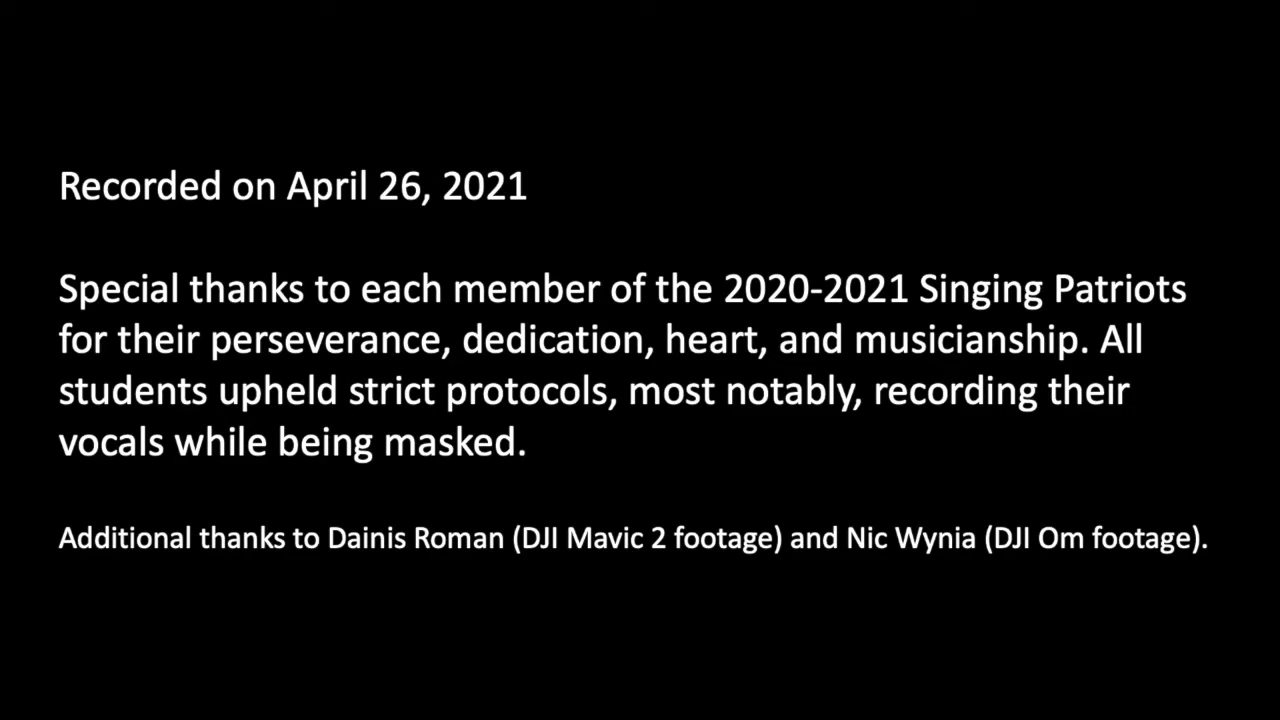 Recorded on April 26, 2021
Special thanks to each member of the 2020-2021 Singing Patriots
for their perseverance, dedication, heart, and musicianship. All
students upheld strict protocols, most notably, recording their
vocals while being masked.
Additional thanks to Dainis Roman (DJI Mavic 2 footage) and Nic Wynia (DJI Om footage).